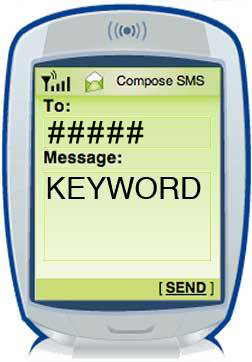 Compose SMS
To:
#####
Message:
KEYWORD
[SEND]